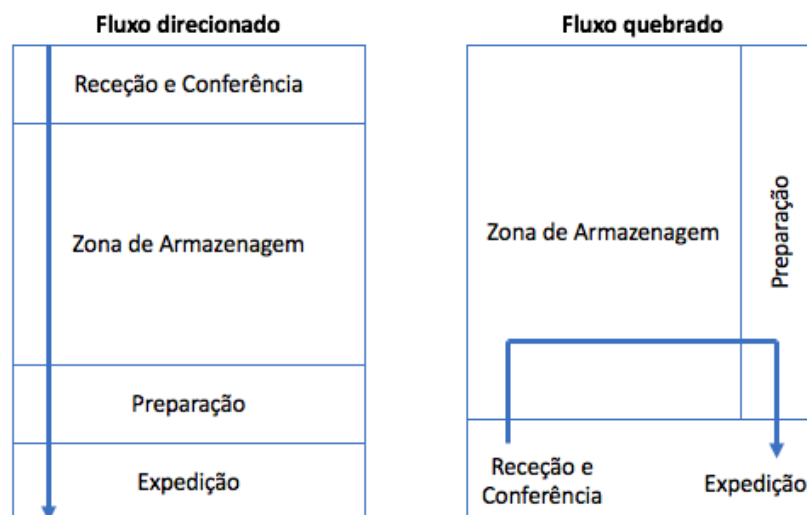 Fluxo direcionado
Receção e Conferência
Zona de Armazenagem
Preparação
Expedição
Fluxo quebrado
Zona de Armazenagem
Preparação
Receção e
Conferência
Expedição